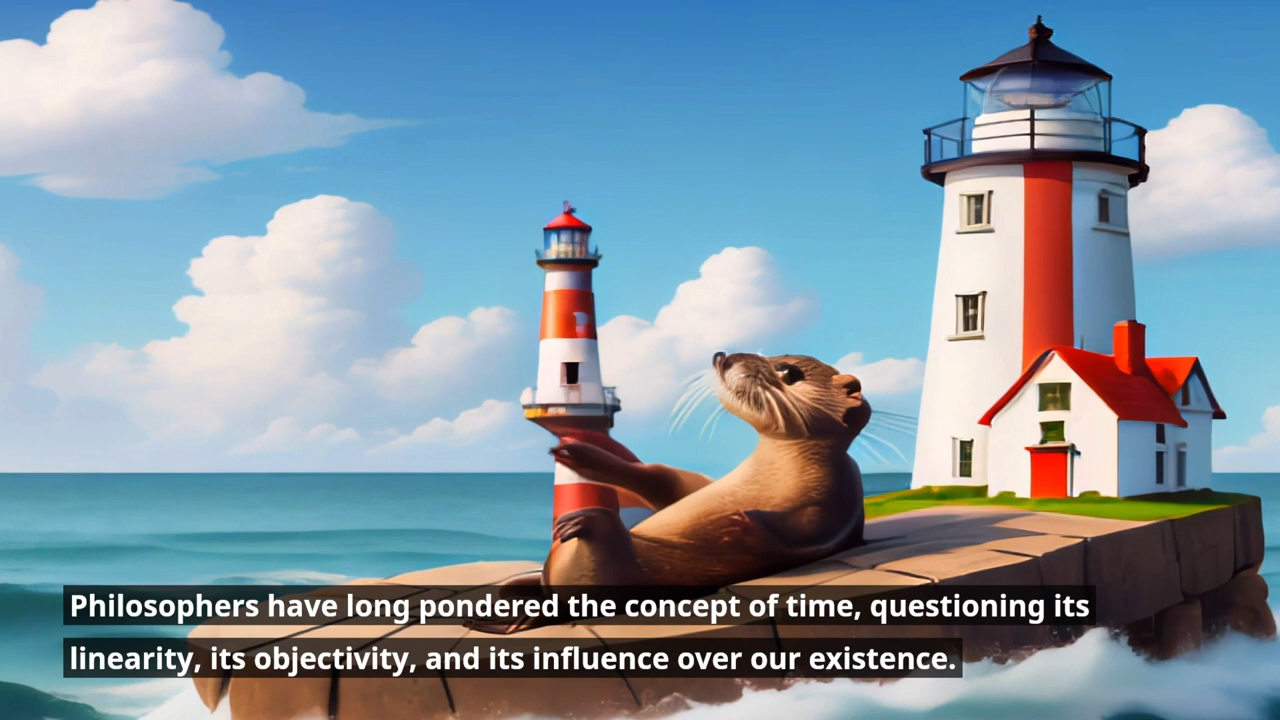 Philosophers have long pondered the concept of time, questioning its
linearity, its objectivity, and its influence over our existence.